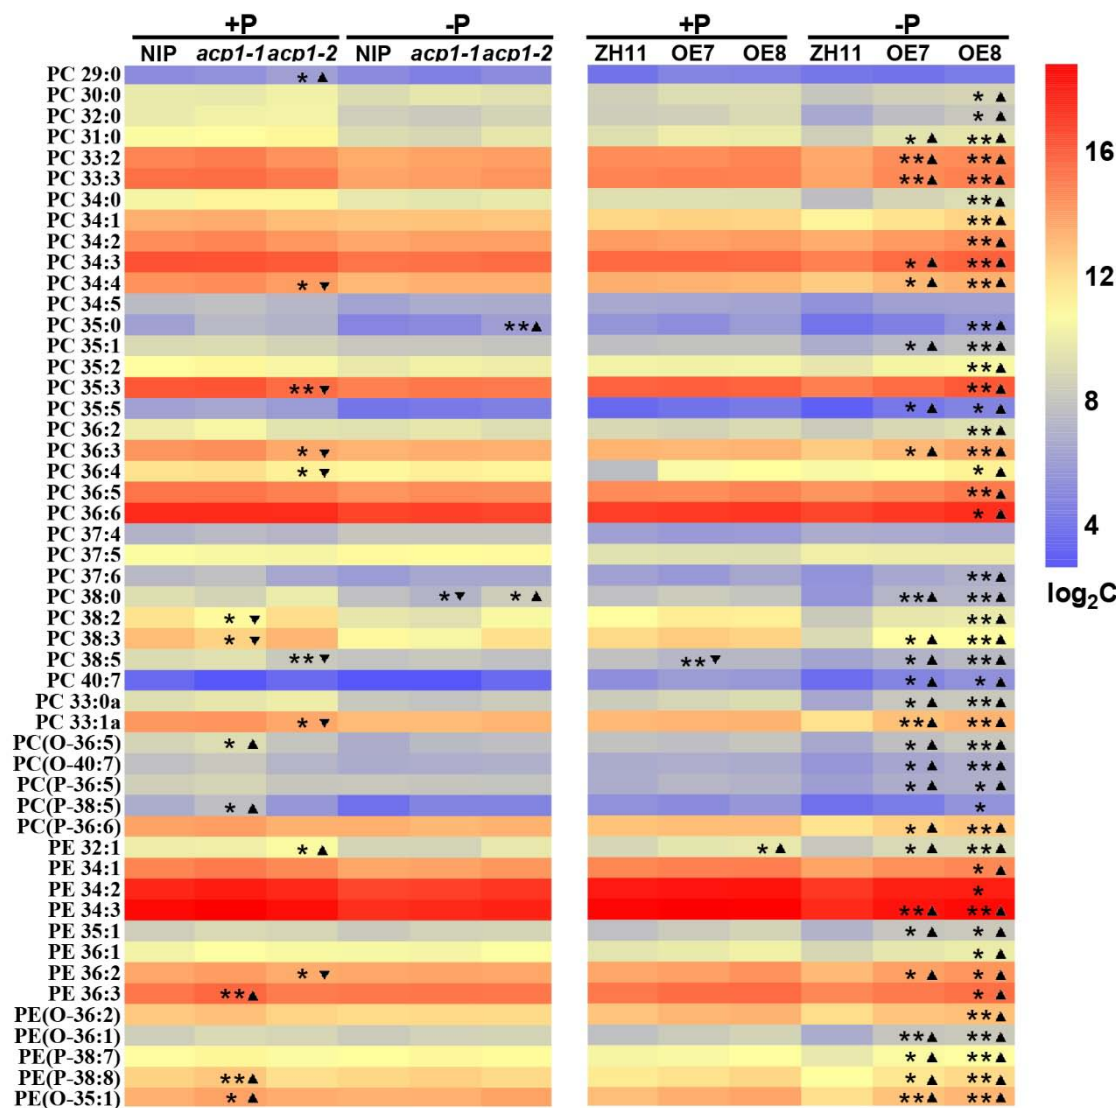 +P -P +P -P
NIP acp1-1 acp1-2 NIP acp1-1 acp1-2 ZH11 OE7 OE8 ZH11 OE7 OE8
PC 29:0 * ▲
PC 30:0 * ▲
PC 32:0 * ▲
PC 31:0 * ▲ **▲
PC 33:2 **▲ **▲
PC 33:3 **▲ **▲
PC 34:0 **▲
PC 34:1 **▲
PC 34:2 **▲
PC 34:3 * ▲ **▲
PC 34:4 * ▼ * ▲ **▲
PC 34:5
PC 35:0 **▲ **▲
PC 35:1 * ▲ **▲
PC 35:2 **▲
PC 35:3 **▼ **▲
PC 35:5 * ▲ * ▲
PC 36:2 **▲
PC 36:3 * ▼ * ▲ **▲
PC 36:4 * ▼ * ▲
PC 36:5 **▲
PC 36:6 * ▲
PC 37:4
PC 37:5
PC 37:6 **▲
PC 38:0 *▼ * ▲ **▲ **▲
PC 38:2 * ▼ **▲
PC 38:3 * ▼ * ▲ **▲
PC 38:5 **▼ **▼ * ▲ **▲
PC 40:7 * ▲ * ▲
PC 33:0a * ▲ **▲
PC 33:1a * ▼ **▲ **▲
PC(O-36:5) * ▲ * ▲ **▲
PC(O-40:7) * ▲ **▲
PC(P-36:5) * ▲ * ▲
PC(P-38:5) * ▲ *
PC(P-36:6) * ▲ **▲
PE 32:1 * ▲ * ▲ * ▲ **▲
PE 34:1 * ▲
PE 34:2 *
PE 34:3 **▲ **▲
PE 35:1 * ▲ * ▲
PE 36:1 * ▲
PE 36:2 * ▼ * ▲ * ▲
PE 36:3 **▲ * ▲
PE(O-36:2) **▲
PE(O-36:1) **▲ **▲
PE(P-38:7) * ▲ **▲
PE(P-38:8) **▲ * ▲ **▲
PE(O-35:1) * ▲ **▲ **▲
16
12
8
4
log₂C